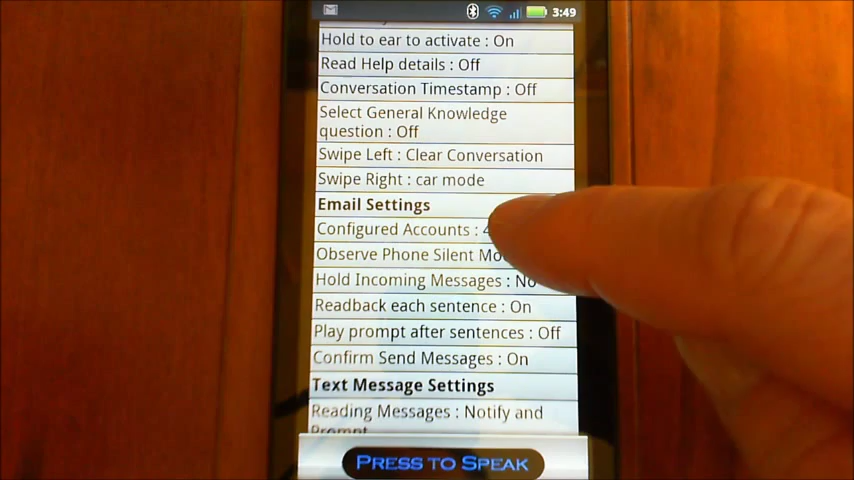 3:49
Hold to ear to activate : On
Read Help details : Off
Conversation Timestamp : Off
Select General Knowledge
question : Off
Swipe Left : Clear Conversation
Swipe Right : car mode
Email Settings
Configured Accounts : 4
Observe Phone Silent
Hold Incoming Messages : No
Readback each sentence : On
Play prompt after sentences : Off
Confirm Send Messages : On
Text Message Settings
Reading Messages : Notify and
Prompt
PRESS TO SPEAK